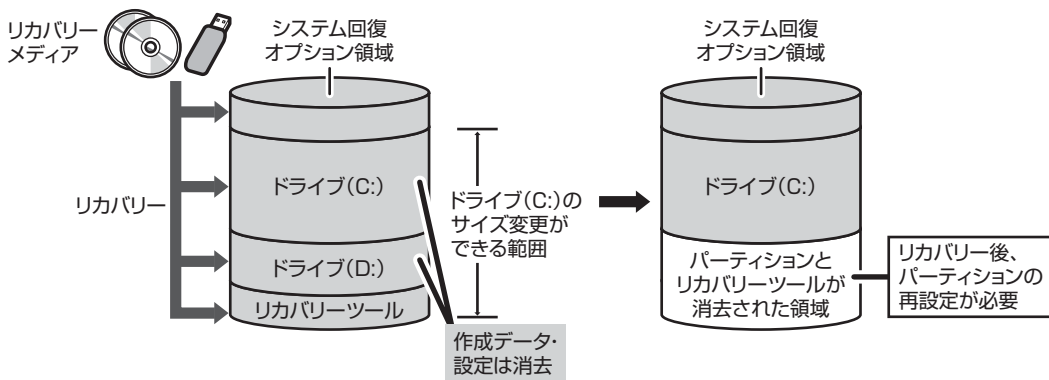 リカバリー
メディア
システム回復
オプション領域
リカバリー
ドライブ(C:)
ドライブ(D:)
リカバリーツール
ドライブ(C:)の
サイズ変更が
できる範囲
作成データ・
設定は消去
システム回復
オプション領域
ドライブ(C:)
パーティションと
リカバリーツールが
消去された領域
リカバリー後、
パーティションの
再設定が必要